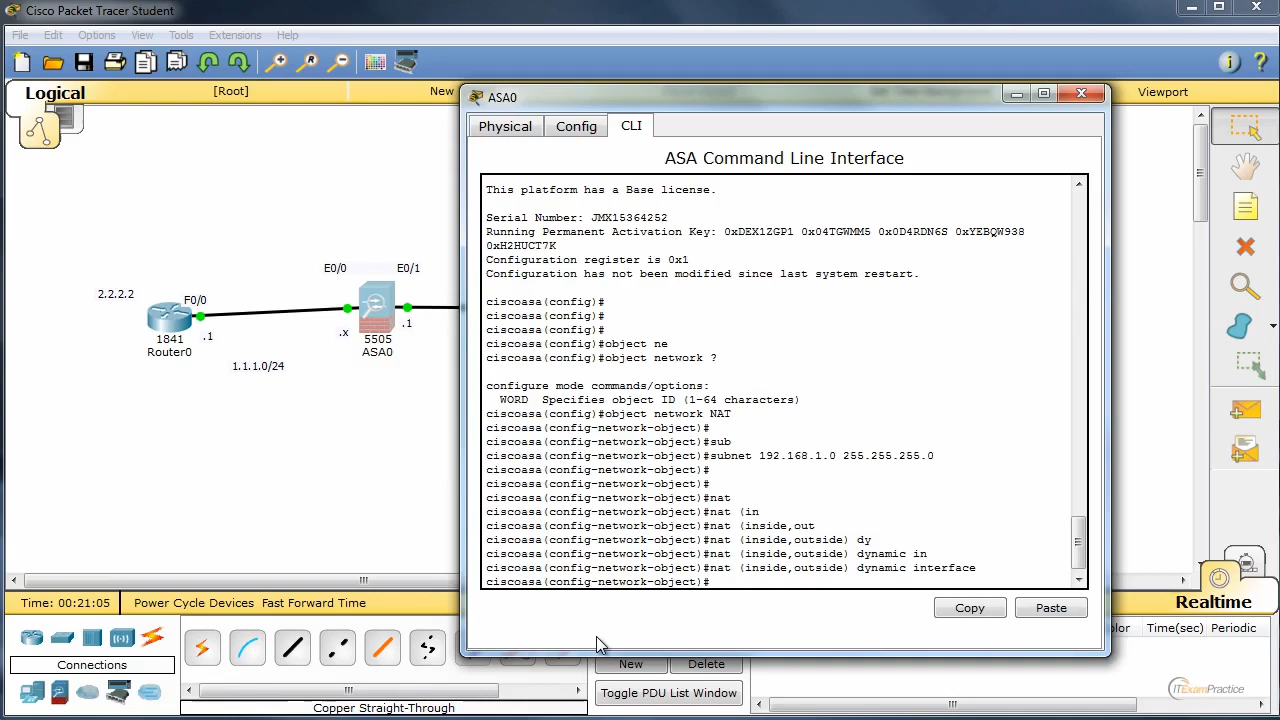 Cisco Packet Tracer Student
File Edit Options View Tools Extensions Help
Logical [Root] New Viewport
ASA0
Physical Config CLI
ASA Command Line Interface
This platform has a Base license.
Serial Number: JMX15364252
Running Permanent Activation Key: 0xDEX1ZGP1 0x04TGWMM5 0x0D4RDN6S 0xYEBQW938
0xH2HUCT7K
Configuration register is 0x1
Configuration has not been modified since last system restart.
ciscoasa(config)#
ciscoasa(config)#
ciscoasa(config)#
ciscoasa(config)#object ne
ciscoasa(config)#object network ?
configure mode commands/options:
WORD Specifies object ID (1-64 characters)
ciscoasa(config)#object network NAT
ciscoasa(config-network-object)#
ciscoasa(config-network-object)#sub
ciscoasa(config-network-object)#subnet 192.168.1.0 255.255.255.0
ciscoasa(config-network-object)#
ciscoasa(config-network-object)#
ciscoasa(config-network-object)#nat
ciscoasa(config-network-object)#nat (in
ciscoasa(config-network-object)#nat (inside,out
ciscoasa(config-network-object)#nat (inside,outside) dy
ciscoasa(config-network-object)#nat (inside,outside) dynamic in
ciscoasa(config-network-object)#nat (inside,outside) dynamic interface
ciscoasa(config-network-object)#
Copy Paste
E0/0 E0/1
2.2.2.2 F0/0
.1 .x .1
1841
Router0
5505
ASA0
1.1.1.0/24
Time: 00:21:05 Power Cycle Devices Fast Forward Time
Realtime
Connections
Copper Straight-Through
New Delete
Toggle PDU List Window
olor Time(sec) Periodic
ITExamPractice